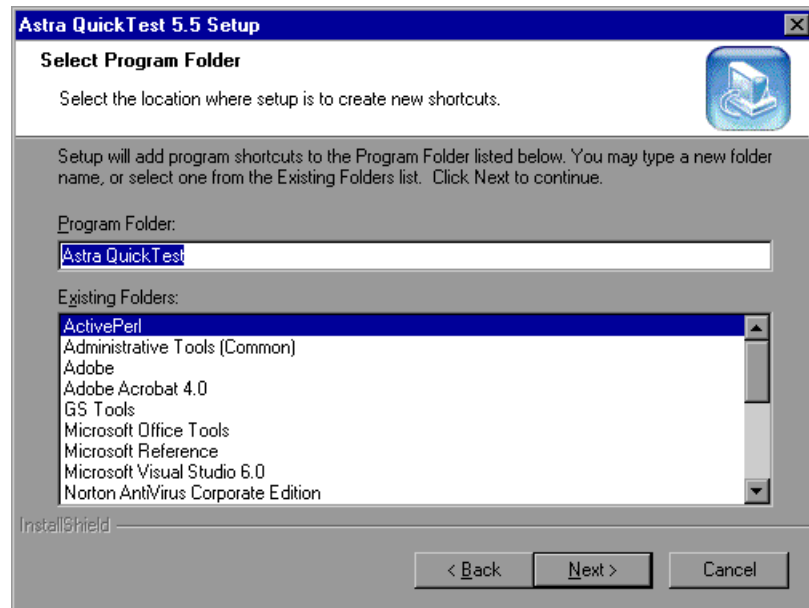 Astra QuickTest 5.5 Setup
Select Program Folder
Select the location where setup is to create new shortcuts.
Setup will add program shortcuts to the Program Folder listed below. You may type a new folder
name, or select one from the Existing Folders list. Click Next to continue.
Program Folder:
Astra QuickTest
Existing Folders:
ActivePerl
Administrative Tools (Common)
Adobe
Adobe Acrobat 4.0
GS Tools
Microsoft Office Tools
Microsoft Reference
Microsoft Visual Studio 6.0
Norton AntiVirus Corporate Edition
InstallShield
< Back
Next >
Cancel